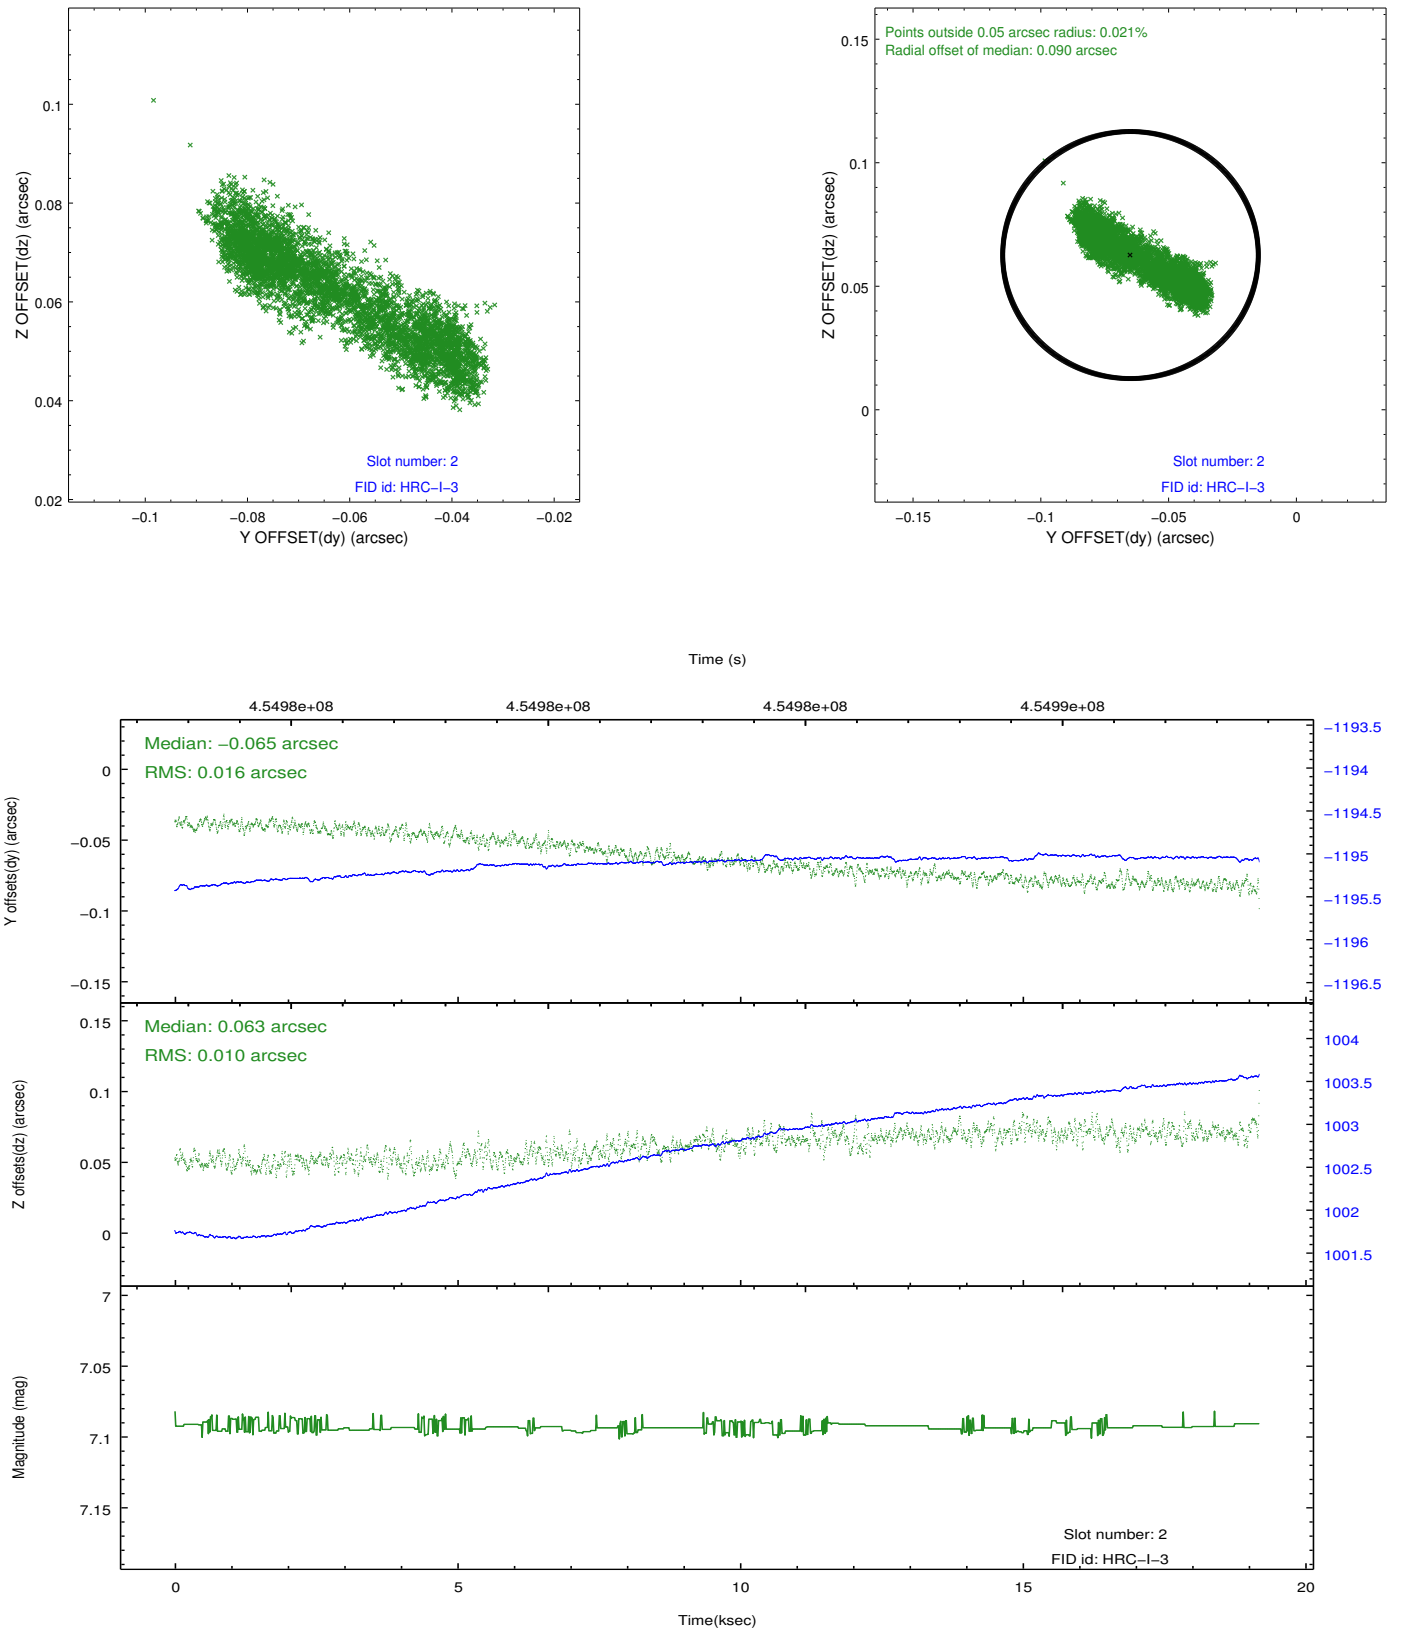 0.1
0.08
0.06
0.04
0.02
Z OFFSET(dz) (arcsec)
Slot number: 2
FID id: HRC−I−3
−0.1
−0.08
−0.06
−0.04
−0.02
Y OFFSET(dy) (arcsec)
Points outside 0.05 arcsec radius: 0.021%
Radial offset of median: 0.090 arcsec
0.15
0.1
0.05
0
Z OFFSET(dz) (arcsec)
Slot number: 2
FID id: HRC−I−3
−0.15
−0.1
−0.05
0
Y OFFSET(dy) (arcsec)
Time (s)
4.5498e+08
4.5498e+08
4.5498e+08
4.5499e+08
Median: −0.065 arcsec
RMS: 0.016 arcsec
0
−0.05
−0.1
−0.15
Y offsets(dy) (arcsec)
−1193.5
−1194
−1194.5
−1195
−1195.5
−1196
−1196.5
Median: 0.063 arcsec
RMS: 0.010 arcsec
0.15
0.1
0.05
0
Z offsets(dz) (arcsec)
1004
1003.5
1003
1002.5
1002
1001.5
7
7.05
7.1
7.15
Magnitude (mag)
Slot number: 2
FID id: HRC−I−3
0
5
10
15
20
Time(ksec)